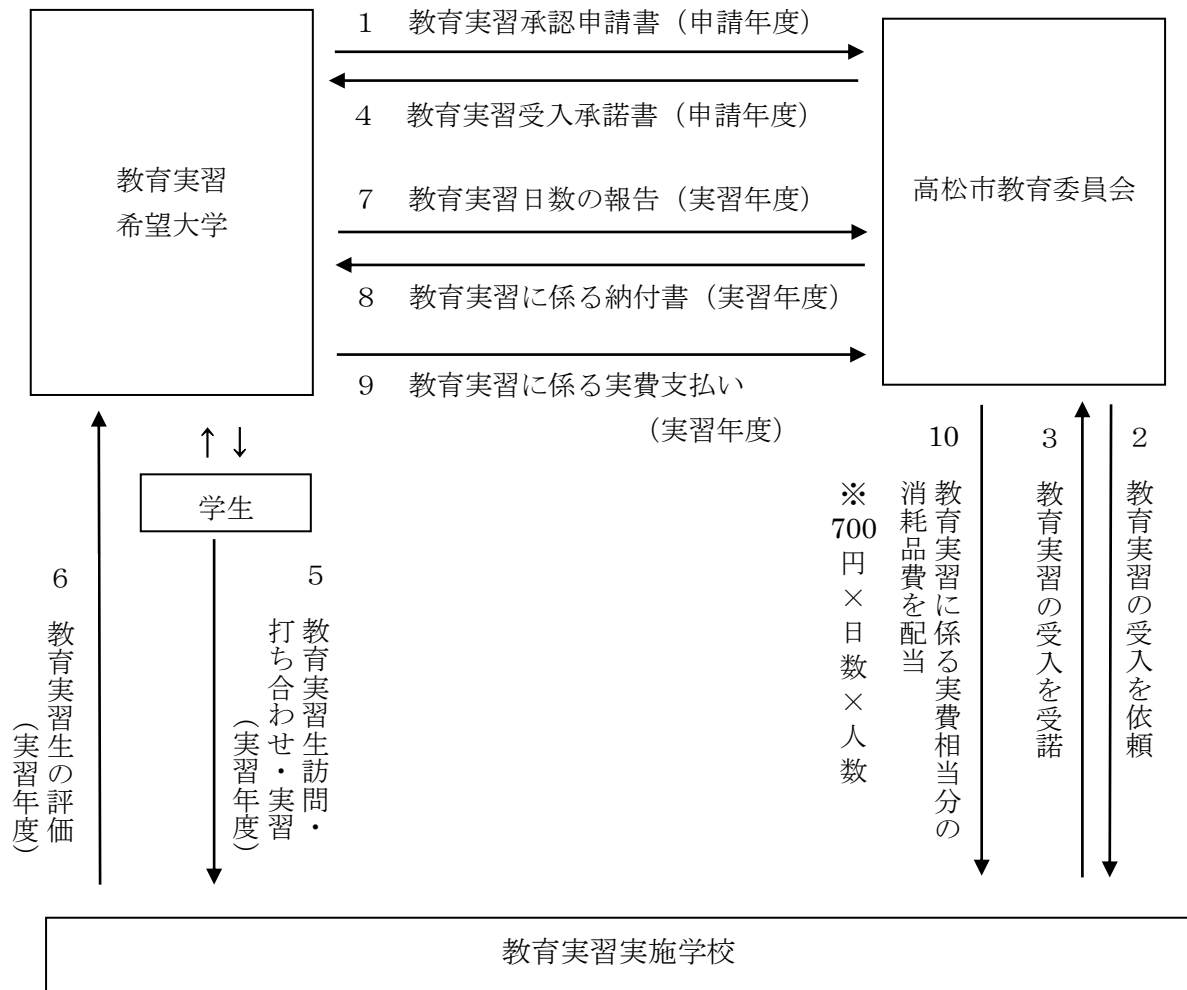 1 教育実習承認申請書（申請年度）
4 教育実習受入承諾書（申請年度）
教育実習
希望大学
高松市教育委員会
7 教育実習日数の報告（実習年度）
8 教育実習に係る納付書（実習年度）
9 教育実習に係る実費支払い
（実習年度）
↑↓
学生
6 教育実習生の評価
（実習年度）
5 教育実習生訪問・
打ち合わせ・実習
（実習年度）
10 教育実習に係る実費相当分の
消耗品費を配当
※700円×日数×人数
3 教育実習の受入を受諾
2 教育実習の受入を依頼
教育実習実施学校